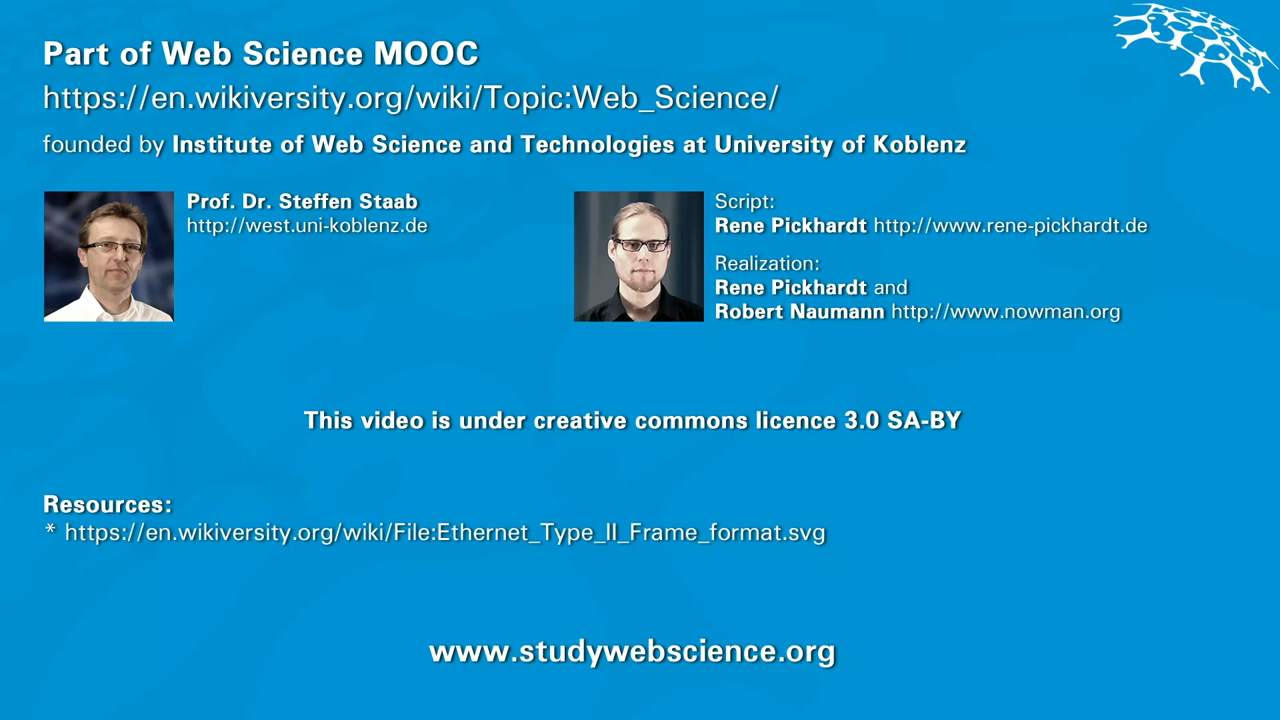 Part of Web Science MOOC
https://en.wikiversity.org/wiki/Topic:Web_Science/
founded by Institute of Web Science and Technologies at University of Koblenz
Prof. Dr. Steffen Staab
http://west.uni-koblenz.de
Script:
Rene Pickhardt http://www.rene-pickhardt.de
Realization:
Rene Pickhardt and
Robert Naumann http://www.nowman.org
This video is under creative commons licence 3.0 SA-BY
Resources:
* https://en.wikiversity.org/wiki/File:Ethernet_Type_II_Frame_format.svg
www.studywebscience.org